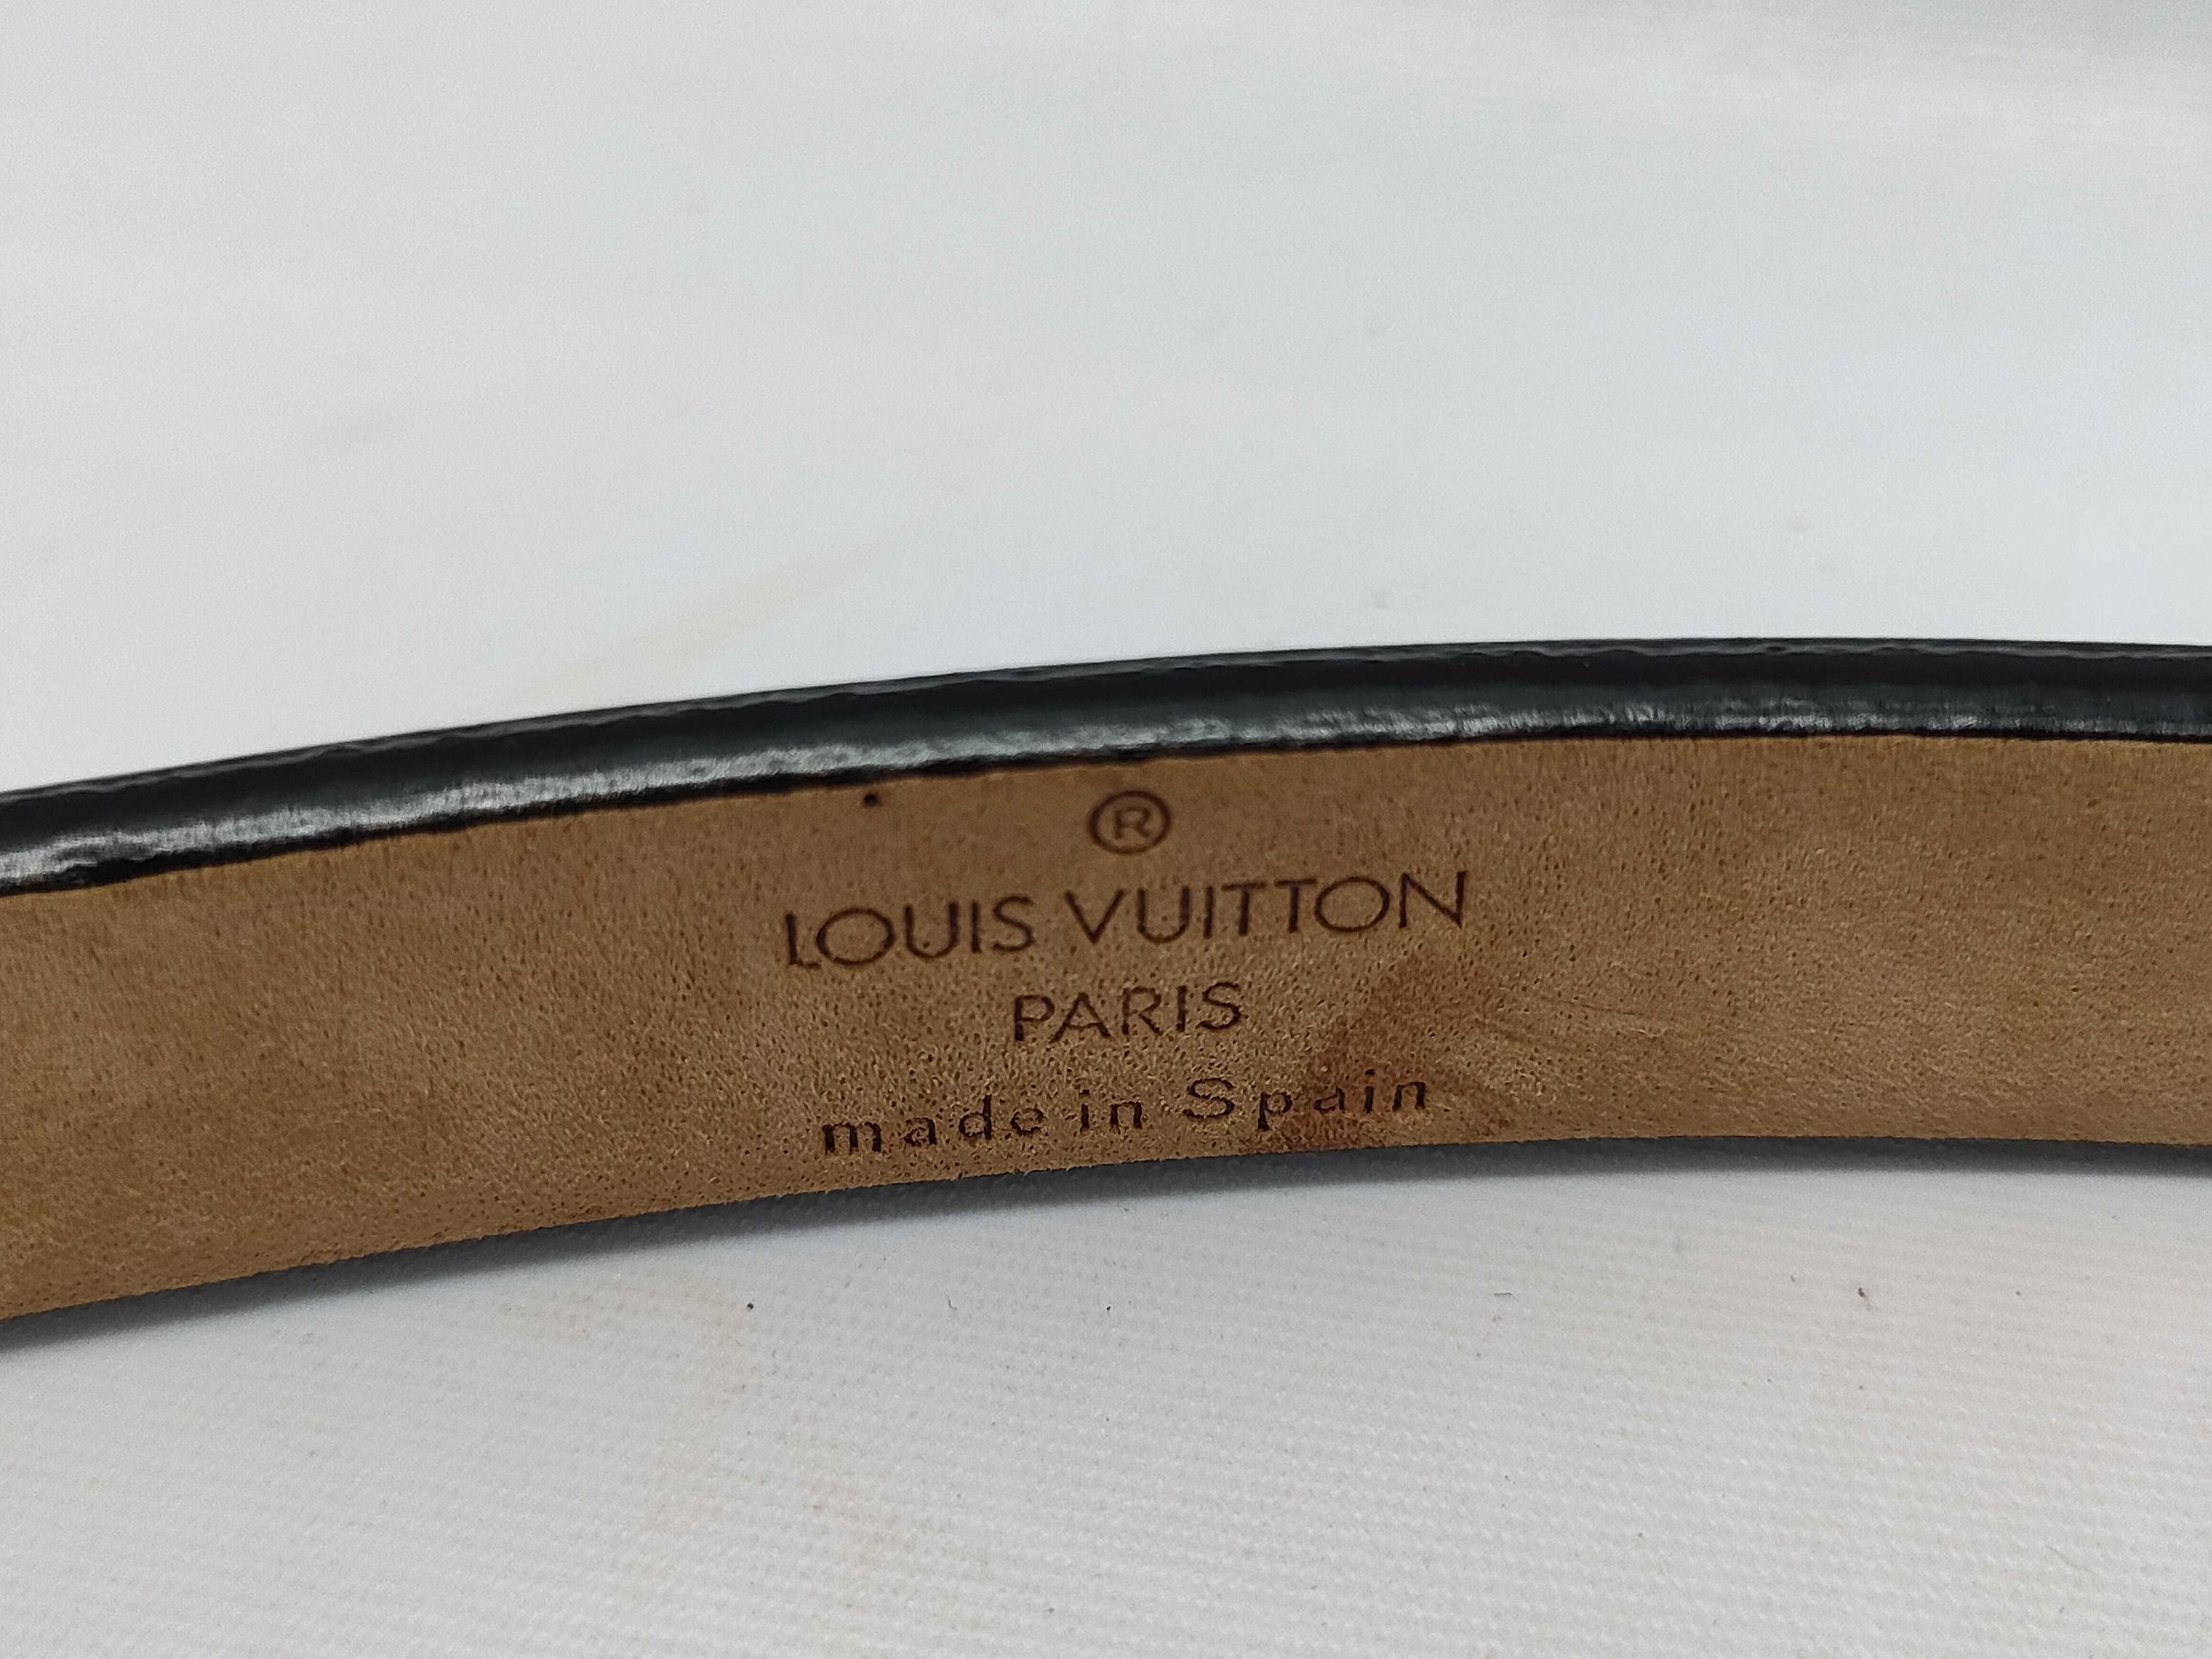 ®
LOUIS VUITTON
PARIS
made in Spain